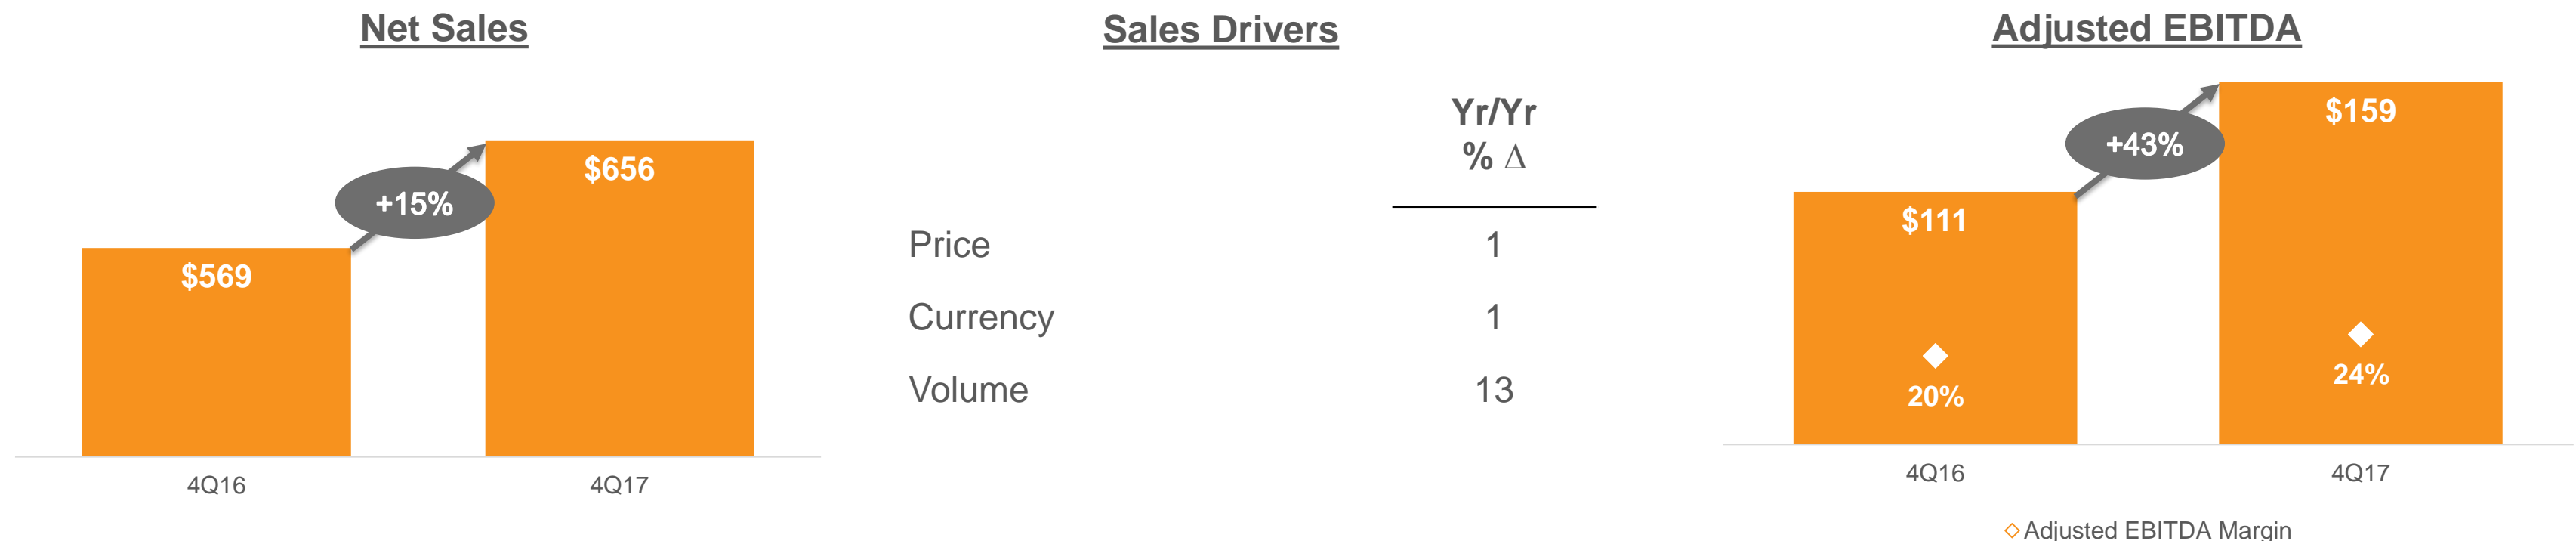 Net Sales
$569
+15%
$656
4Q16
4Q17
Sales Drivers
Yr/Yr
% Δ
Price 1
Currency 1
Volume 13
Adjusted EBITDA
$111
+43%
$159
20%
24%
4Q16
4Q17
Adjusted EBITDA Margin